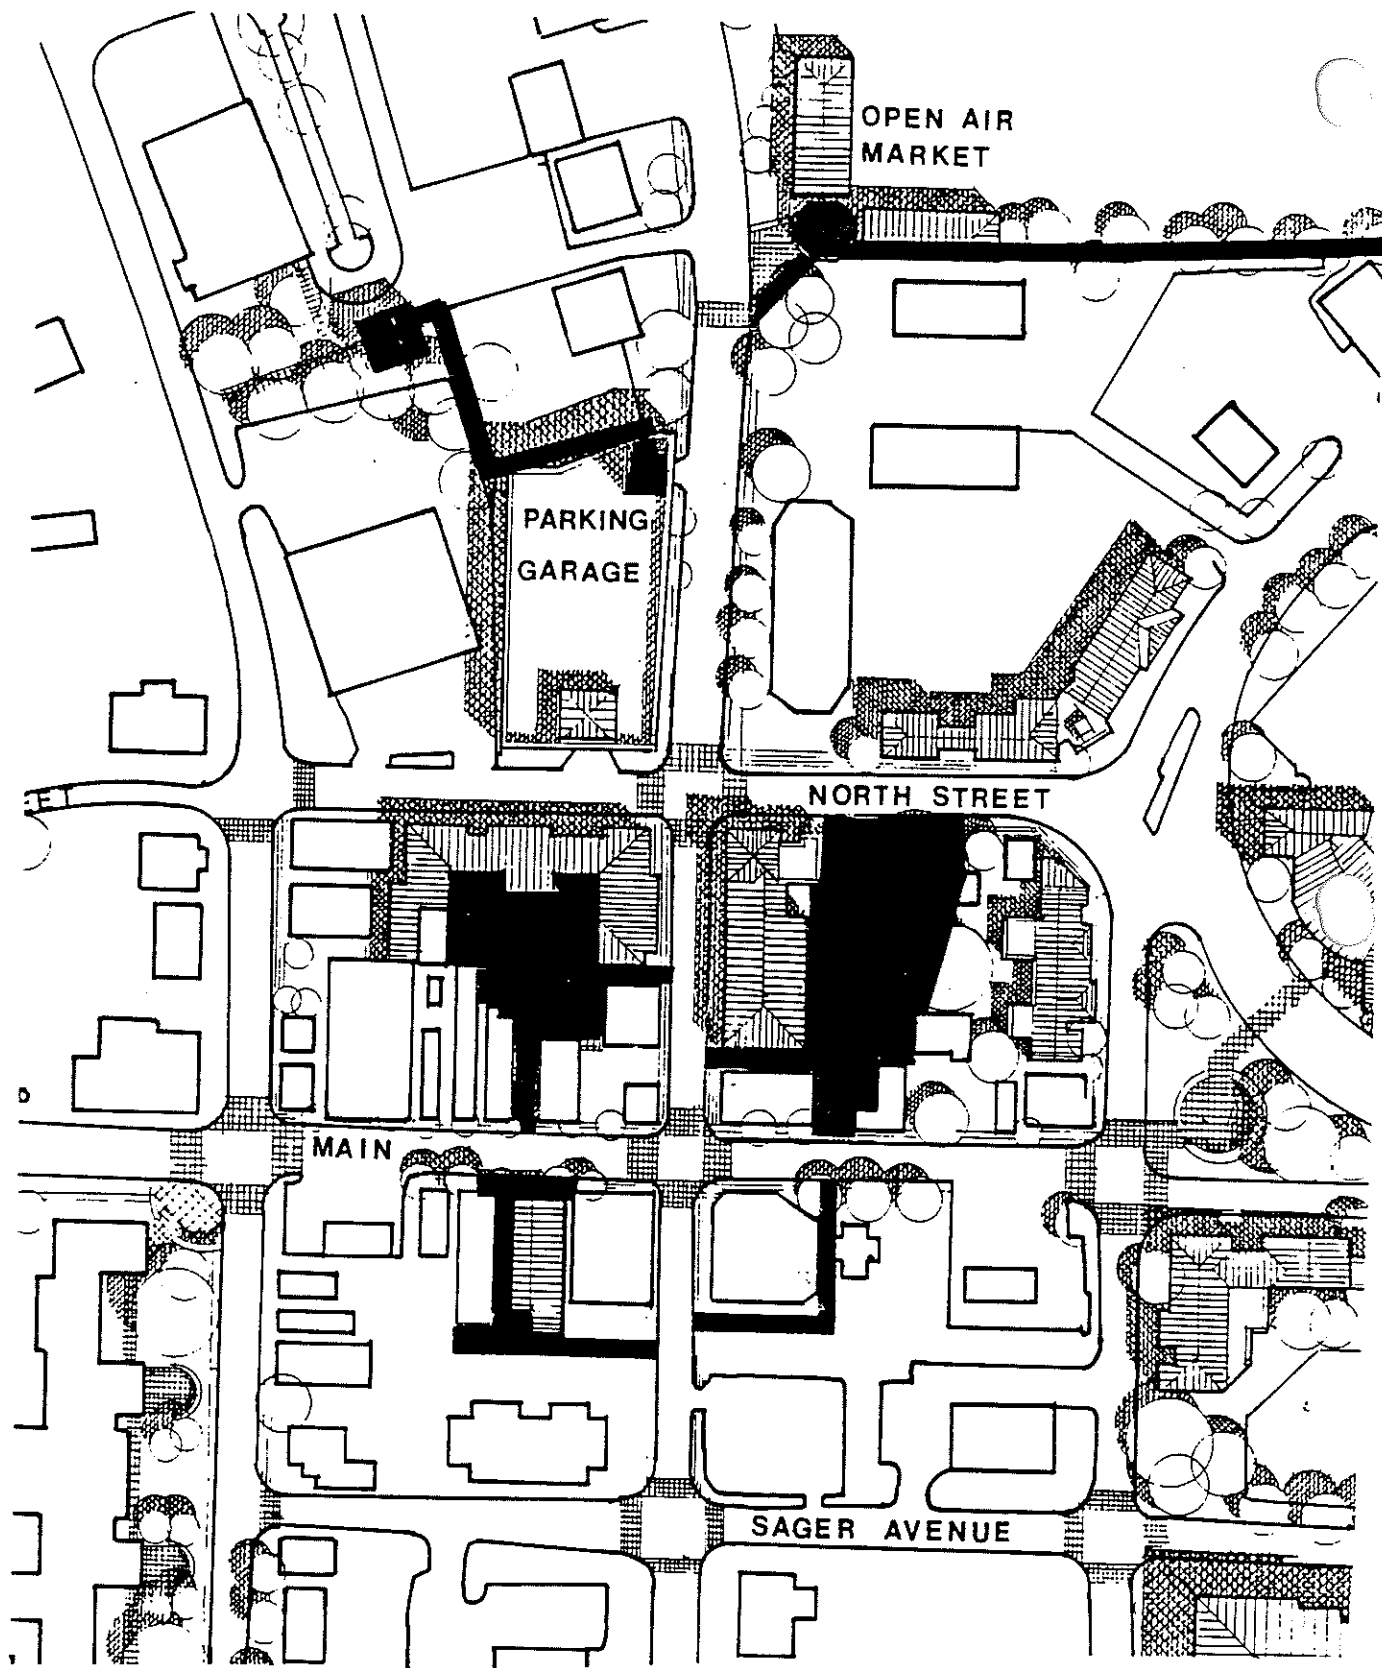 OPEN AIR
MARKET
PARKING
GARAGE
NORTH STREET
MAIN
SAGER AVENUE